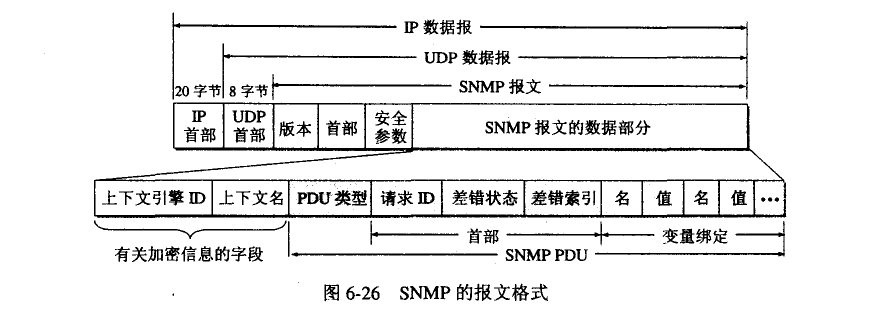 IP 数据报
UDP 数据报
20 字节 8 字节 SNMP 报文
IP 首部
UDP 首部
版本
首部
安全参数
SNMP 报文的数据部分
上下文引擎 ID 上下文名 PDU 类型 请求 ID 差错状态 差错索引 名 值 名 值 •••
首部 变量绑定
有关加密信息的字段 SNMP PDU
图 6-26 SNMP 的报文格式